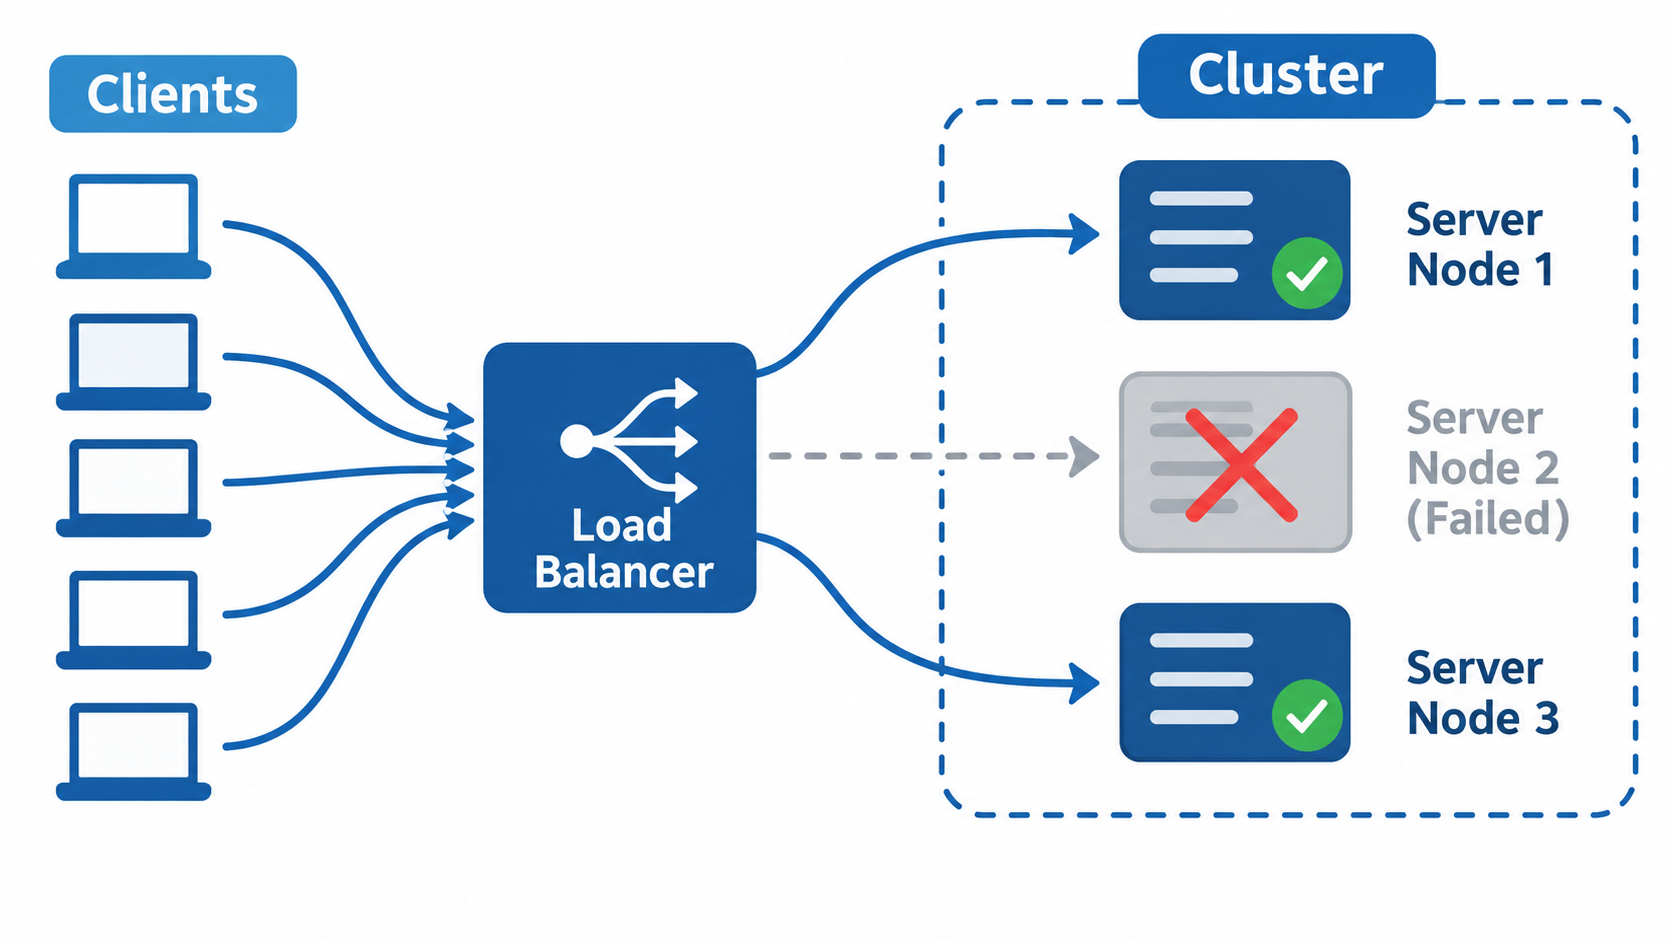 Clients
Cluster
Server
Node 1
Load
Balancer
Server
Node 2
(Failed)
Server
Node 3